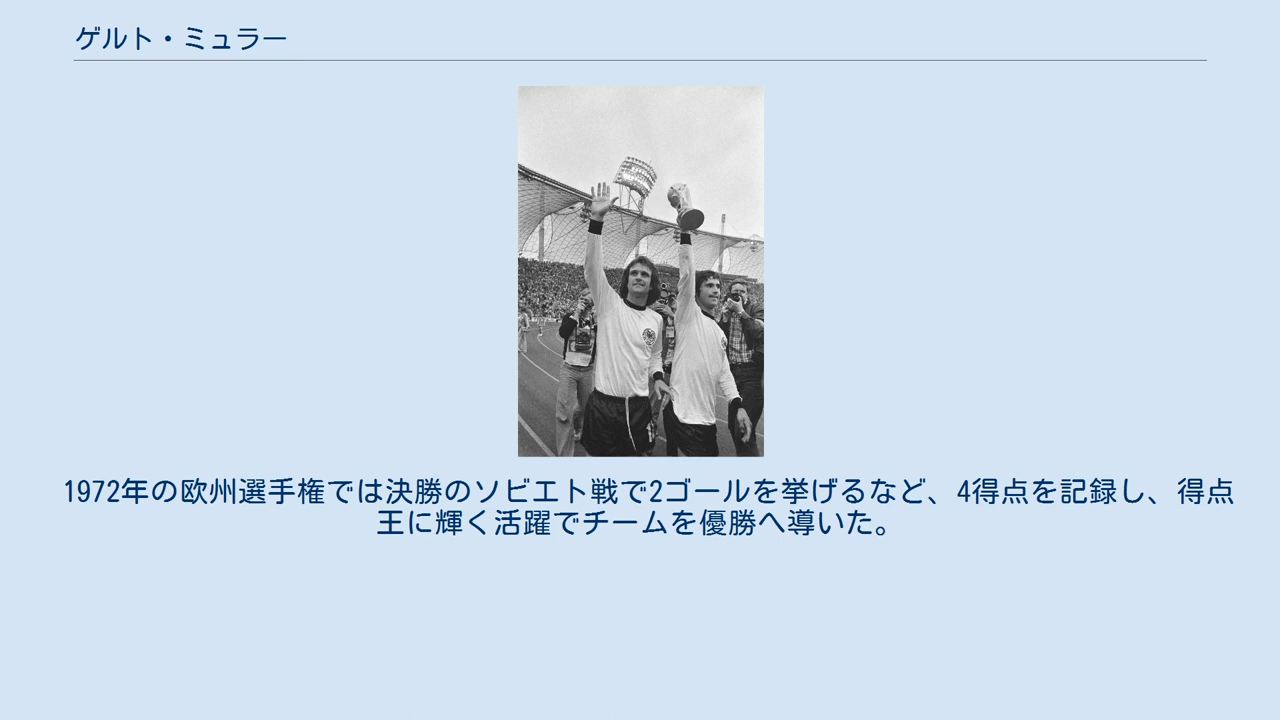 ゲルト・ミュラー
1972年の欧州選手権では決勝のソビエト戦で2ゴールを挙げるなど、4得点を記録し、得点
王に輝く活躍でチームを優勝へ導いた。